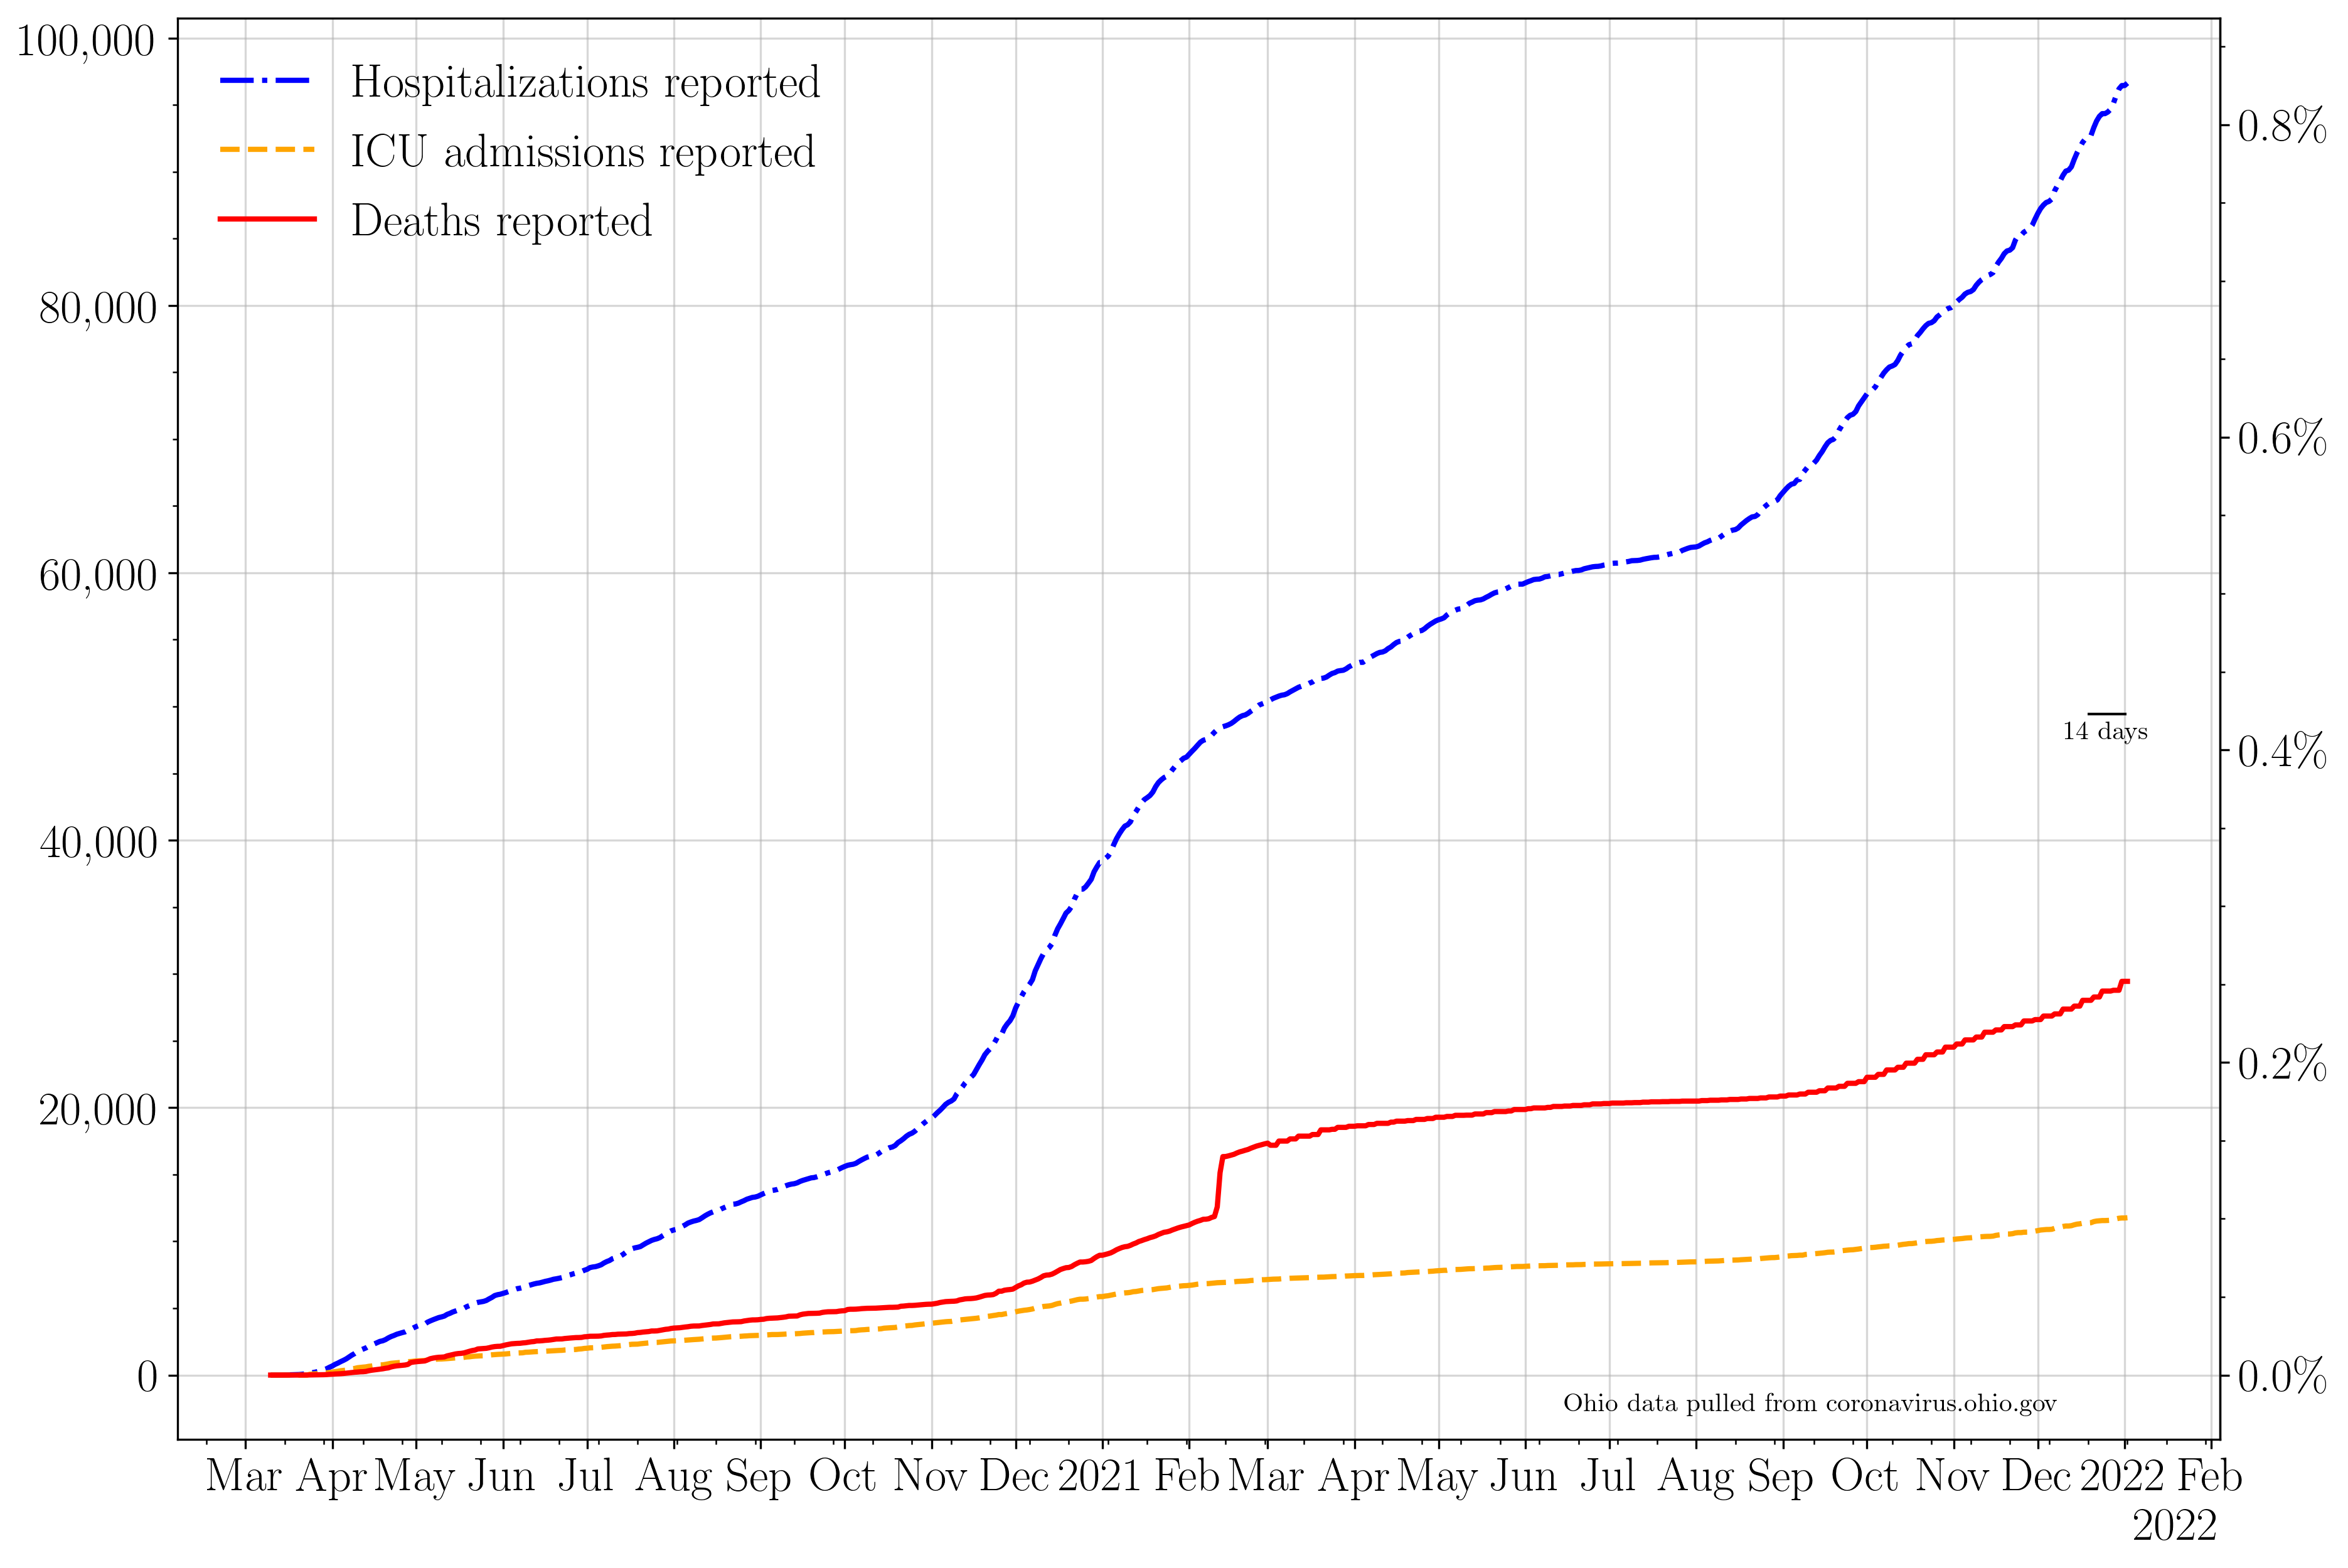 Hospitalizations reported
ICU admissions reported
Deaths reported
100,000
80,000
60,000
40,000
20,000
0
0.8%
0.6%
0.4%
0.2%
0.0%
14 days
Ohio data pulled from coronavirus.ohio.gov
Mar Apr May Jun Jul Aug Sep Oct Nov Dec 2021 Feb Mar Apr May Jun Jul Aug Sep Oct Nov Dec 2022 Feb
2022